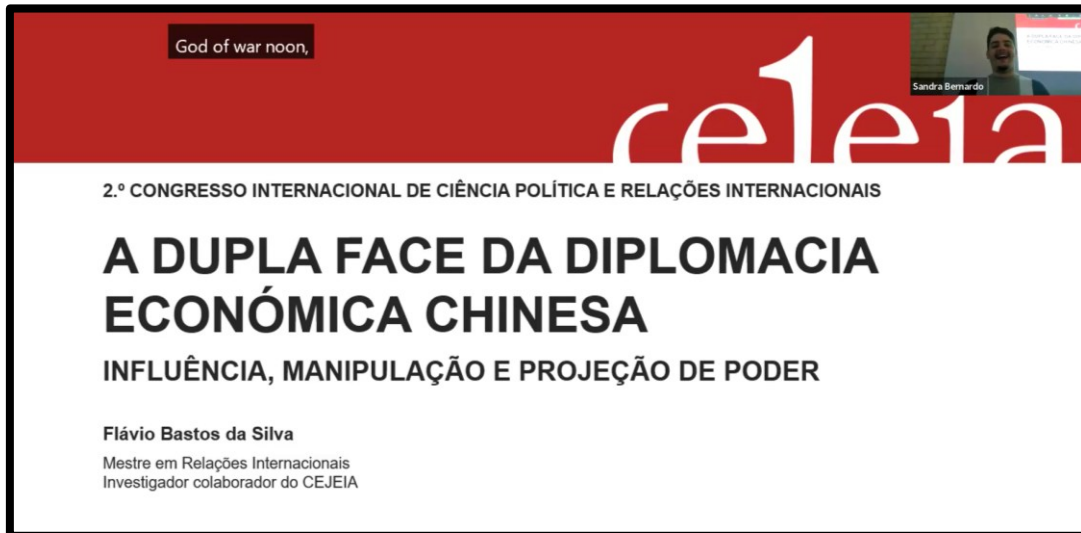 God of war noon,
Sandra Bernardo
cejeia
2.º CONGRESSO INTERNACIONAL DE CIÊNCIA POLÍTICA E RELAÇÕES INTERNACIONAIS
A DUPLA FACE DA DIPLOMACIA
ECONÓMICA CHINESA
INFLUÊNCIA, MANIPULAÇÃO E PROJEÇÃO DE PODER
Flávio Bastos da Silva
Mestre em Relações Internacionais
Investigador colaborador do CEJEIA